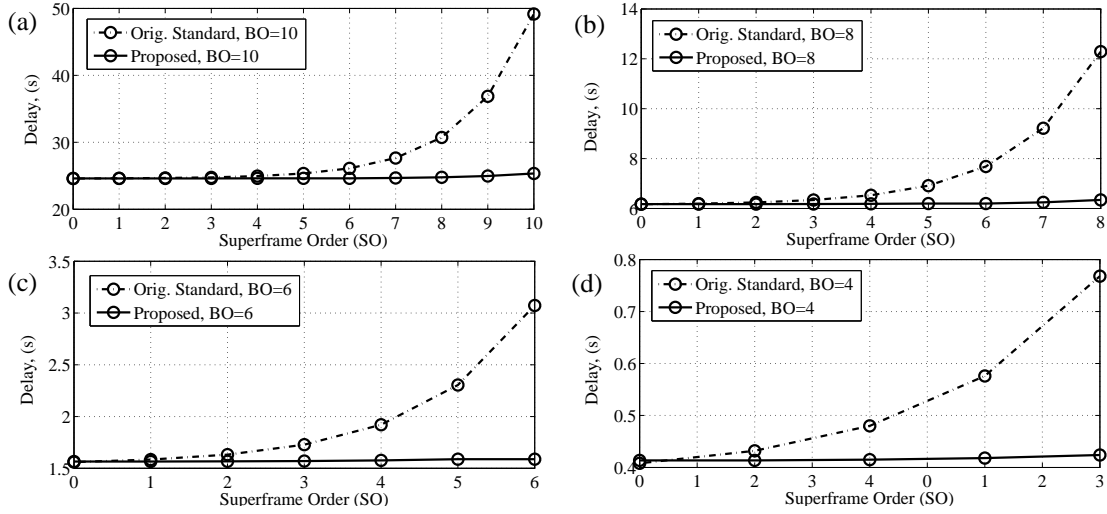 (a)
50
40
30
20
Delay, (s)
Orig. Standard, BO=10
Proposed, BO=10
0 1 2 3 4 5 6 7 8 9 10
Superframe Order (SO)
(b)
14
12
10
8
6
Delay, (s)
Orig. Standard, BO=8
Proposed, BO=8
0 1 2 3 4 5 6 7 8
Superframe Order (SO)
(c)
3.5
3
2.5
2
1.5
Delay, (s)
Orig. Standard, BO=6
Proposed, BO=6
0 1 2 3 4 5 6
Superframe Order (SO)
(d)
0.8
0.7
0.6
0.5
0.4
Delay, (s)
Orig. Standard, BO=4
Proposed, BO=4
0 1 2 3 4 0 1 2 3
Superframe Order (SO)